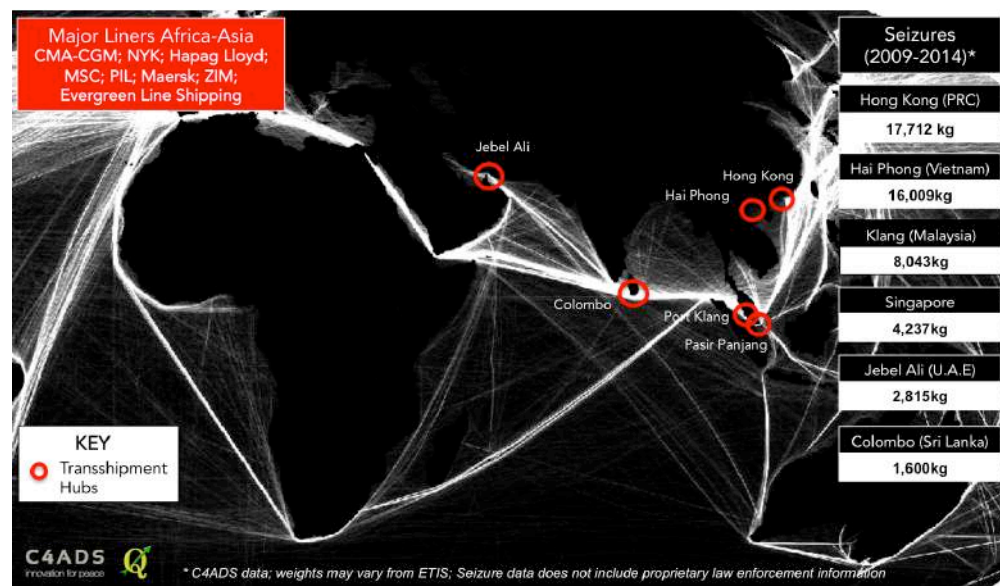 Major Liners Africa-Asia
CMA-CGM; NYK; Hapag Lloyd;
MSC; PIL; Maersk; ZIM;
Evergreen Line Shipping
Seizures
(2009-2014)*
Hong Kong (PRC)
17,712 kg
Hai Phong (Vietnam)
16,009kg
Klang (Malaysia)
8,043kg
Singapore
4,237kg
Jebel Ali (U.A.E)
2,815kg
Colombo (Sri Lanka)
1,600kg
Jebel Ali
Hong Kong
Hai Phong
Colombo
Port Klang
Pasir Panjang
KEY
Transshipment
Hubs
C4ADS
innovation for peace
* C4ADS data; weights may vary from ETIS; Seizure data does not include proprietary law enforcement information